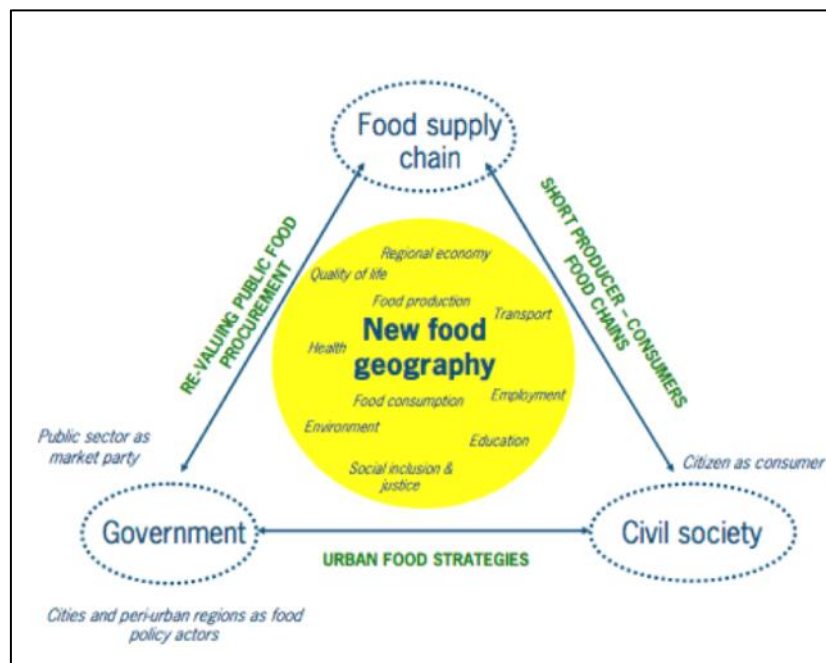 Food supply
chain
RE-VALUING PUBLIC FOOD
PROCUREMENT
SHORT PRODUCER – CONSUMERS
FOOD CHAINS
Regional economy
Quality of life
Food production
Transport
New food
geography
Health
Food consumption
Employment
Environment
Education
Social inclusion &
justice
Public sector as
market party
Citizen as consumer
Government
Civil society
URBAN FOOD STRATEGIES
Cities and peri-urban regions as food
policy actors